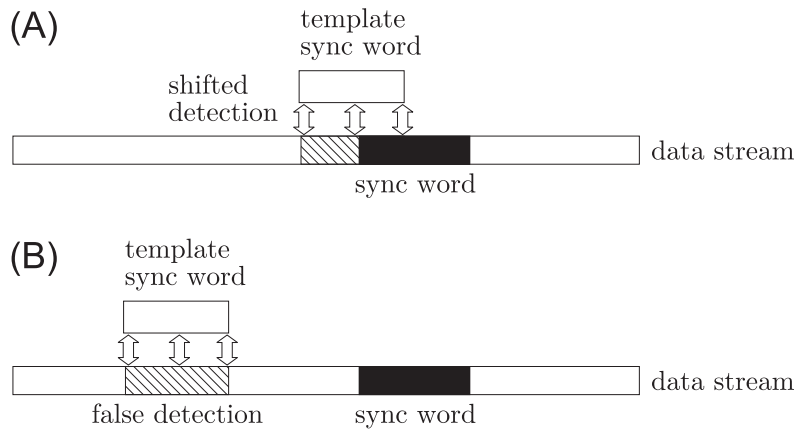 (A)
template
sync word
shifted
detection
data stream
sync word
(B)
template
sync word
data stream
false detection
sync word